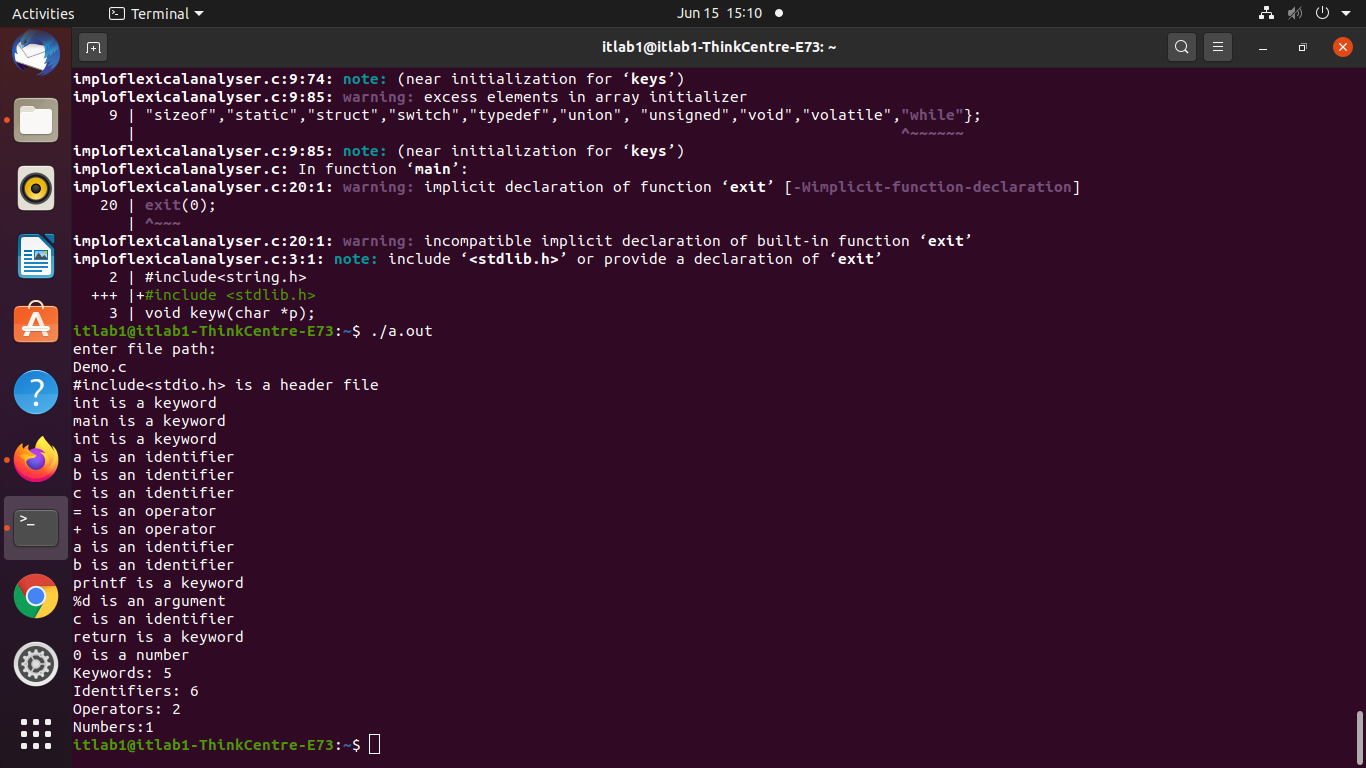 Activities Terminal Jun 15 15:10
itlab1@itlab1-ThinkCentre-E73: ~
imploflexicalanalyser.c:9:74: note: (near initialization for ‘keys’)
imploflexicalanalyser.c:9:85: warning: excess elements in array initializer
    9 | "sizeof","static","struct","switch","typedef","union", "unsigned","void","volatile","while"};
      |                                                                                     ^~~~~~~
imploflexicalanalyser.c:9:85: note: (near initialization for ‘keys’)
imploflexicalanalyser.c: In function ‘main’:
imploflexicalanalyser.c:20:1: warning: implicit declaration of function ‘exit’ [-Wimplicit-function-declaration]
   20 | exit(0);
      | ^~~~
imploflexicalanalyser.c:20:1: warning: incompatible implicit declaration of built-in function ‘exit’
imploflexicalanalyser.c:3:1: note: include ‘<stdlib.h>’ or provide a declaration of ‘exit’
    2 | #include<string.h>
  +++ |+#include <stdlib.h>
    3 | void keyw(char *p);
itlab1@itlab1-ThinkCentre-E73:~$ ./a.out
enter file path:
Demo.c
#include<stdio.h> is a header file
int is a keyword
main is a keyword
int is a keyword
a is an identifier
b is an identifier
c is an identifier
= is an operator
+ is an operator
a is an identifier
b is an identifier
printf is a keyword
%d is an argument
c is an identifier
return is a keyword
0 is a number
Keywords: 5
Identifiers: 6
Operators: 2
Numbers:1
itlab1@itlab1-ThinkCentre-E73:~$